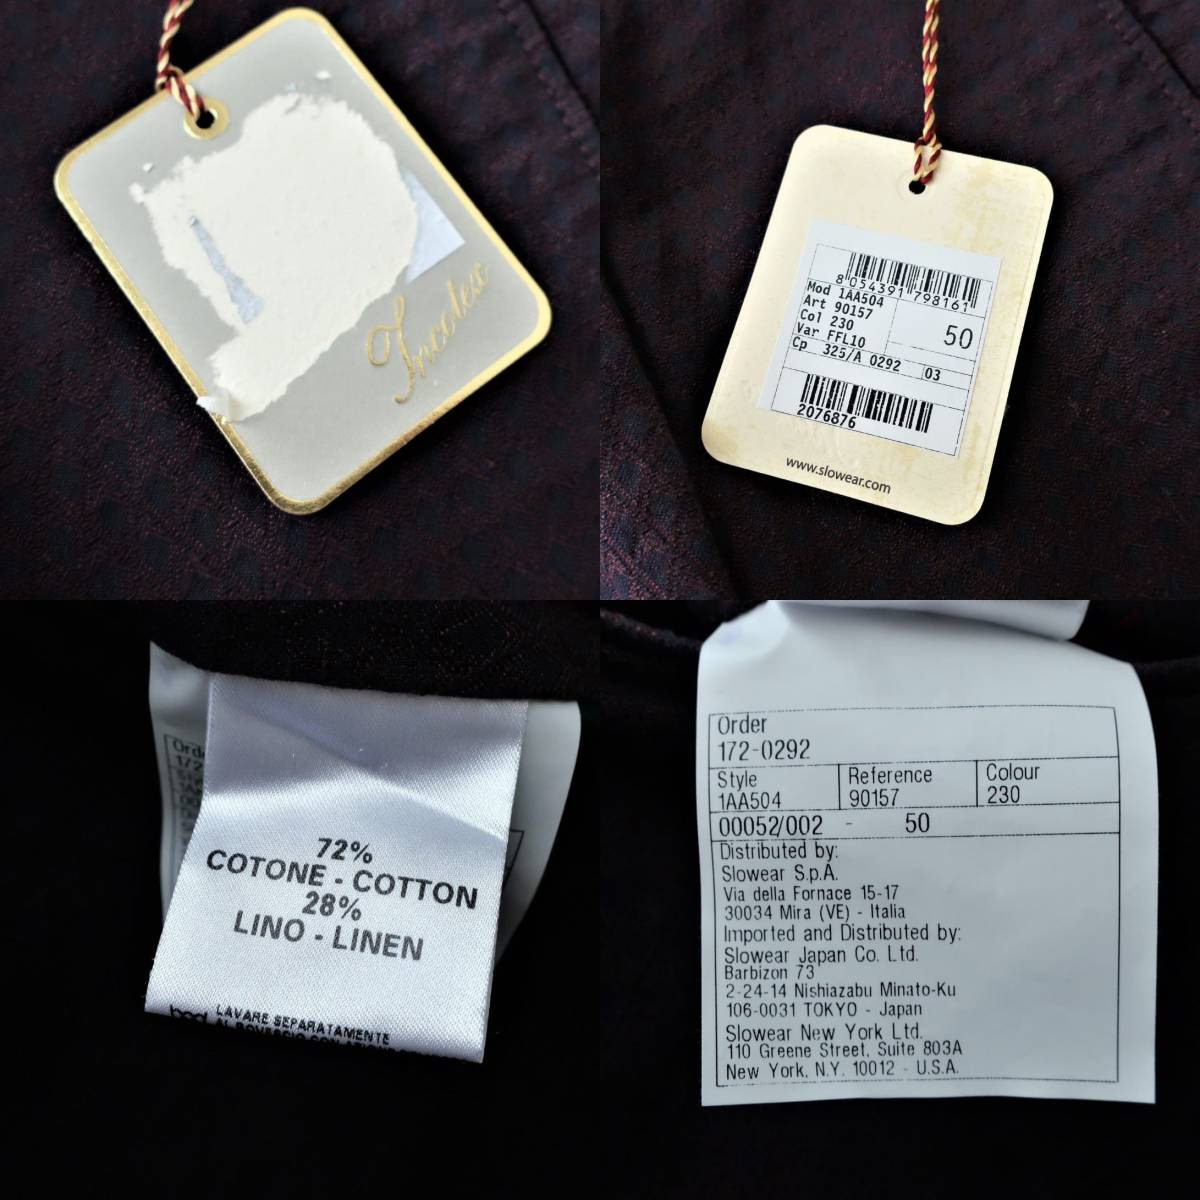 Incotex
8 054391 798161
Mod 1AA504
Art 90157
Col 230
Var FFL10
50
Cp 325/A 0292 03
2076876
www.slowear.com
Orde
172
72%
COTONE - COTTON
28%
LINO - LINEN
LAVARE SEPARATAMENTE
Order
172-0292
Style Reference Colour
1AA504 90157 230
00052/002 - 50
Distributed by:
Slowear S.p.A.
Via della Fornace 15-17
30034 Mira (VE) - Italia
Imported and Distributed by:
Slowear Japan Co. Ltd.
Barbizon 73
2-24-14 Nishiazabu Minato-Ku
106-0031 TOKYO - Japan
Slowear New York Ltd.
110 Greene Street, Suite 803A
New York, N.Y. 10012 - U.S.A.